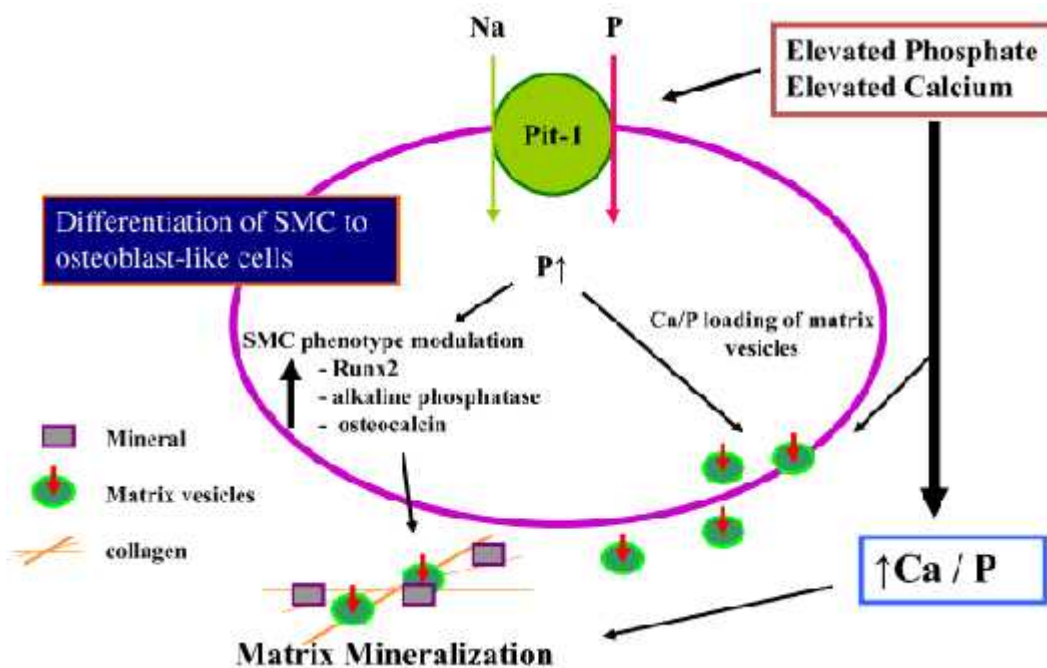 Na
P
Elevated Phosphate
Elevated Calcium
Pit-1
Differentiation of SMC to
osteoblast-like cells
P↑
Ca/P loading of matrix
vesicles
SMC phenotype modulation
- Runx2
- alkaline phosphatase
- osteocalcin
Mineral
Matrix vesicles
collagen
↑Ca / P
Matrix Mineralization